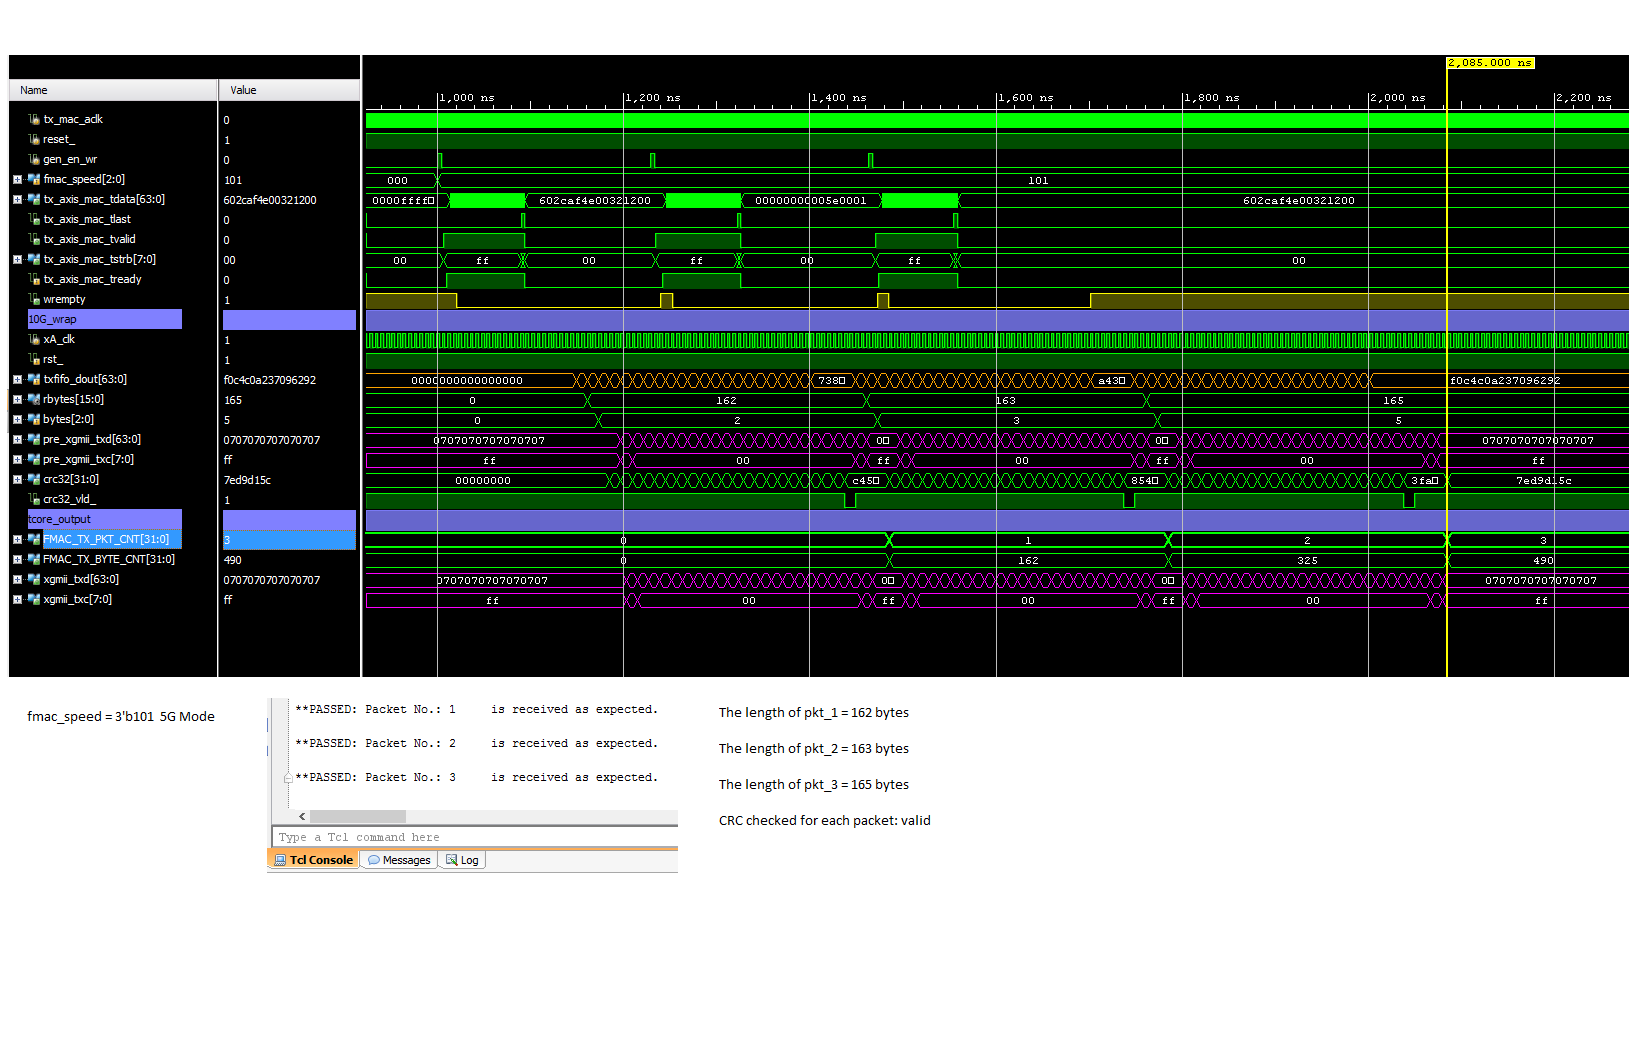 2,085.000 ns
Name Value
1,000 ns 1,200 ns 1,400 ns 1,600 ns 1,800 ns 2,000 ns 2,200 ns
tx_mac_aclk 0
reset_ 1
gen_en_wr 0
fmac_speed[2:0] 101 000 101
tx_axis_mac_tdata[63:0] 602caf4e00321200 0000ffff 602caf4e00321200 00000000005e0001 602caf4e00321200
tx_axis_mac_tlast 0
tx_axis_mac_tvalid 0
tx_axis_mac_tstrb[7:0] 00 00 ff 00 ff 00 ff 00
tx_axis_mac_tready 0
wrempty 1
10G_wrap
xA_clk 1
rst_ 1
txfifo_dout[63:0] f0c4c0a237096292 0000000000000000 738 a43 f0c4c0a237096292
rbytes[15:0] 165 0 162 163 165
bytes[2:0] 5 0 2 3 5
pre_xgmii_txd[63:0] 0707070707070707 0707070707070707 0 0 0707070707070707
pre_xgmii_txc[7:0] ff ff 00 ff 00 ff 00 ff
crc32[31:0] 7ed9d15c 00000000 c45 854 3fa 7ed9d15c
crc32_vld_ 1
tcore_output
FMAC_TX_PKT_CNT[31:0] 3 0 1 2 3
FMAC_TX_BYTE_CNT[31:0] 490 0 162 325 490
xgmii_txd[63:0] 0707070707070707 0707070707070707 0 0 0707070707070707
xgmii_txc[7:0] ff ff 00 ff 00 ff 00 ff
fmac_speed = 3'b101 5G Mode
**PASSED: Packet No.: 1 is received as expected.
**PASSED: Packet No.: 2 is received as expected.
**PASSED: Packet No.: 3 is received as expected.
Type a Tcl command here
Tcl Console Messages Log
The length of pkt_1 = 162 bytes
The length of pkt_2 = 163 bytes
The length of pkt_3 = 165 bytes
CRC checked for each packet: valid